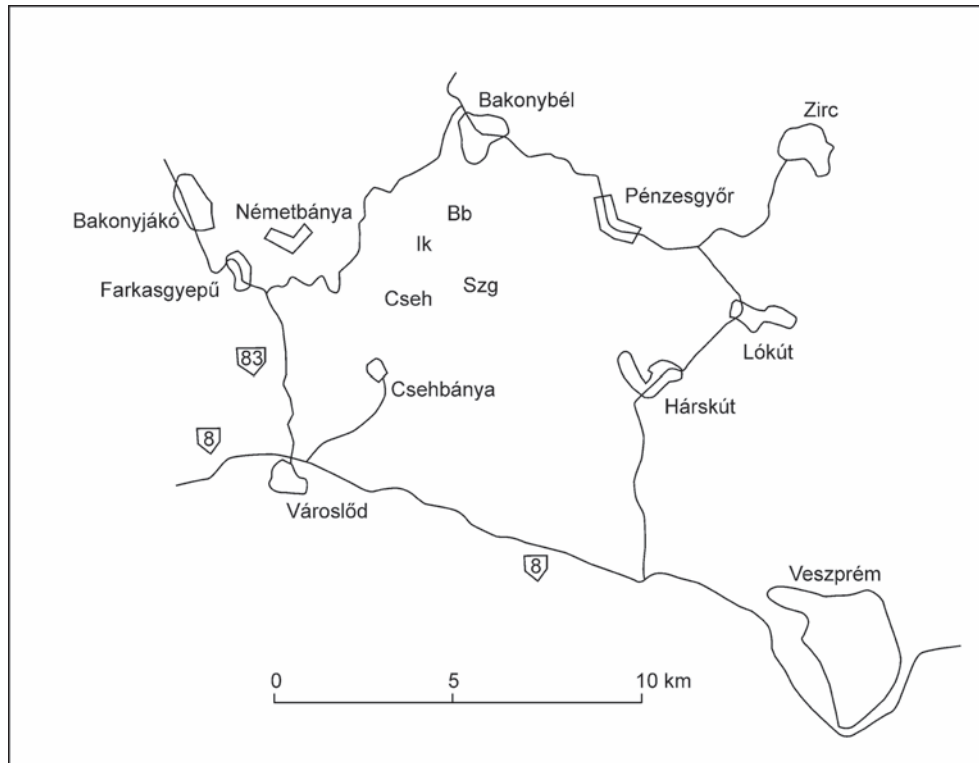 Bakonybél
Zirc
Pénzesgyőr
Németbánya
Bakonyjákó
Bb
Ik
Farkasgyepű
Cseh
Szg
Lókút
83
Csehbánya
Hárskút
8
Városlőd
8
Veszprém
0 5 10 km